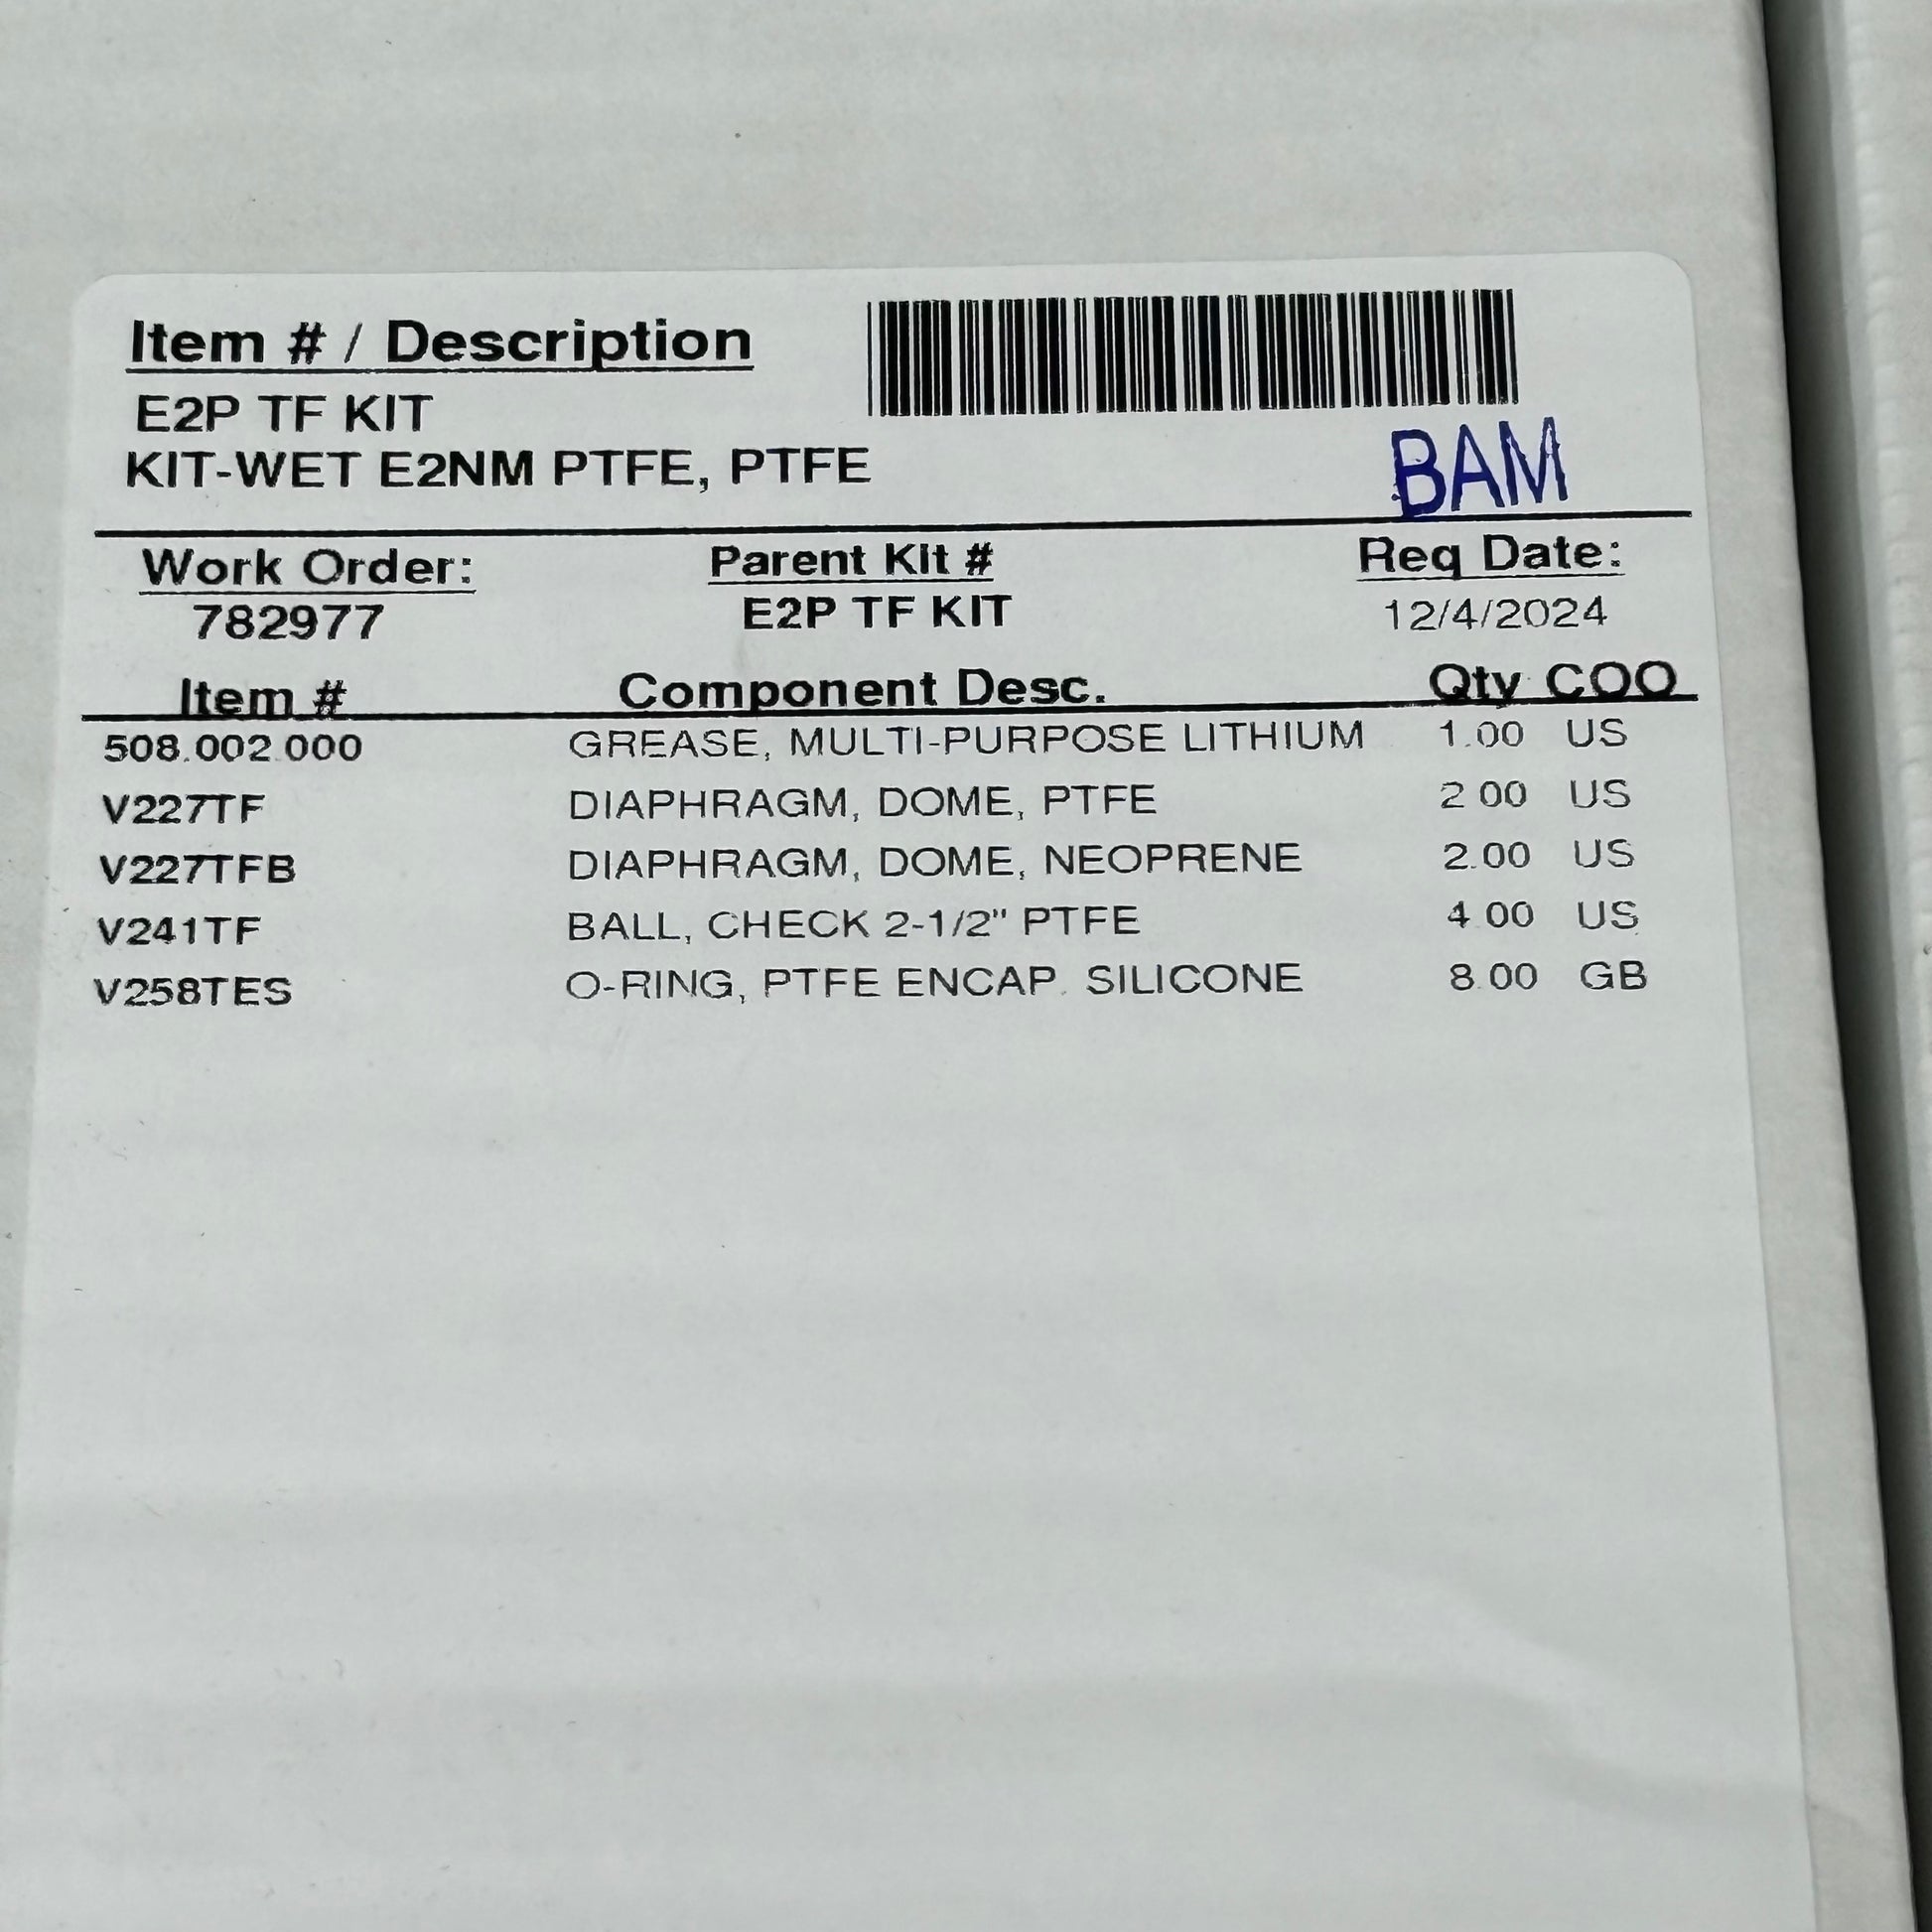 Item # / Description
E2P TF KIT
KIT-WET E2NM PTFE, PTFE
BAM
Work Order: Parent Kit # Req Date:
782977 E2P TF KIT 12/4/2024
Item # Component Desc. Qty COO
508.002.000 GREASE, MULTI-PURPOSE LITHIUM 1.00 US
V227TF DIAPHRAGM, DOME, PTFE 2.00 US
V227TFB DIAPHRAGM, DOME, NEOPRENE 2.00 US
V241TF BALL, CHECK 2-1/2" PTFE 4.00 US
V258TES O-RING, PTFE ENCAP. SILICONE 8.00 GB